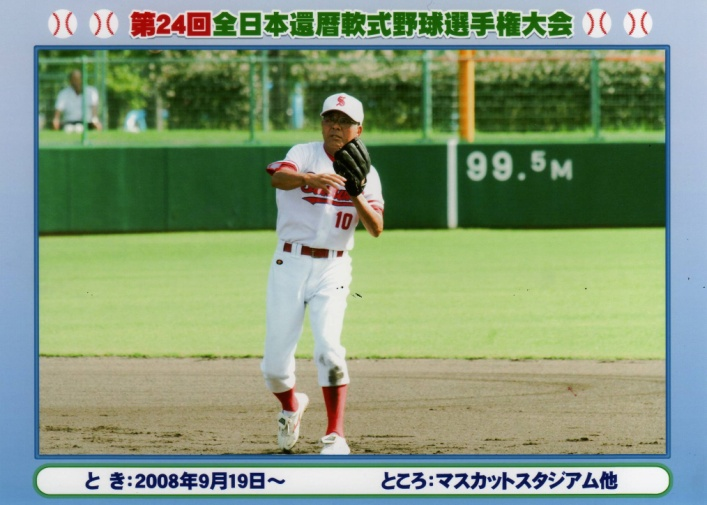 第24回全日本還暦軟式野球選手権大会
99.5M
S
10
とき:2008年9月19日～
ところ:マスカットスタジアム他